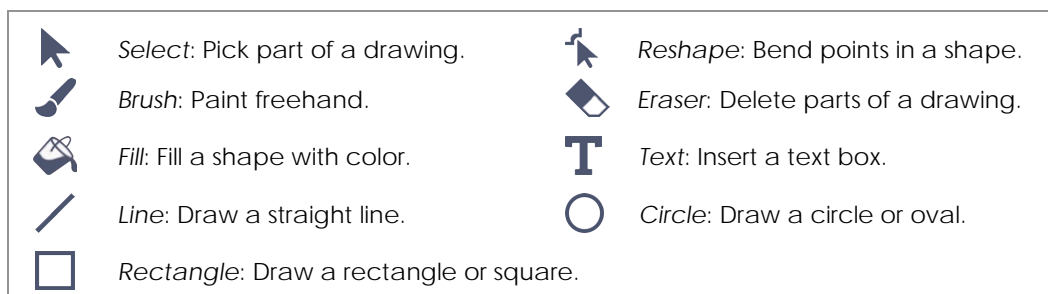 Select: Pick part of a drawing.
Reshape: Bend points in a shape.
Brush: Paint freehand.
Eraser: Delete parts of a drawing.
Fill: Fill a shape with color.
Text: Insert a text box.
Line: Draw a straight line.
Circle: Draw a circle or oval.
Rectangle: Draw a rectangle or square.